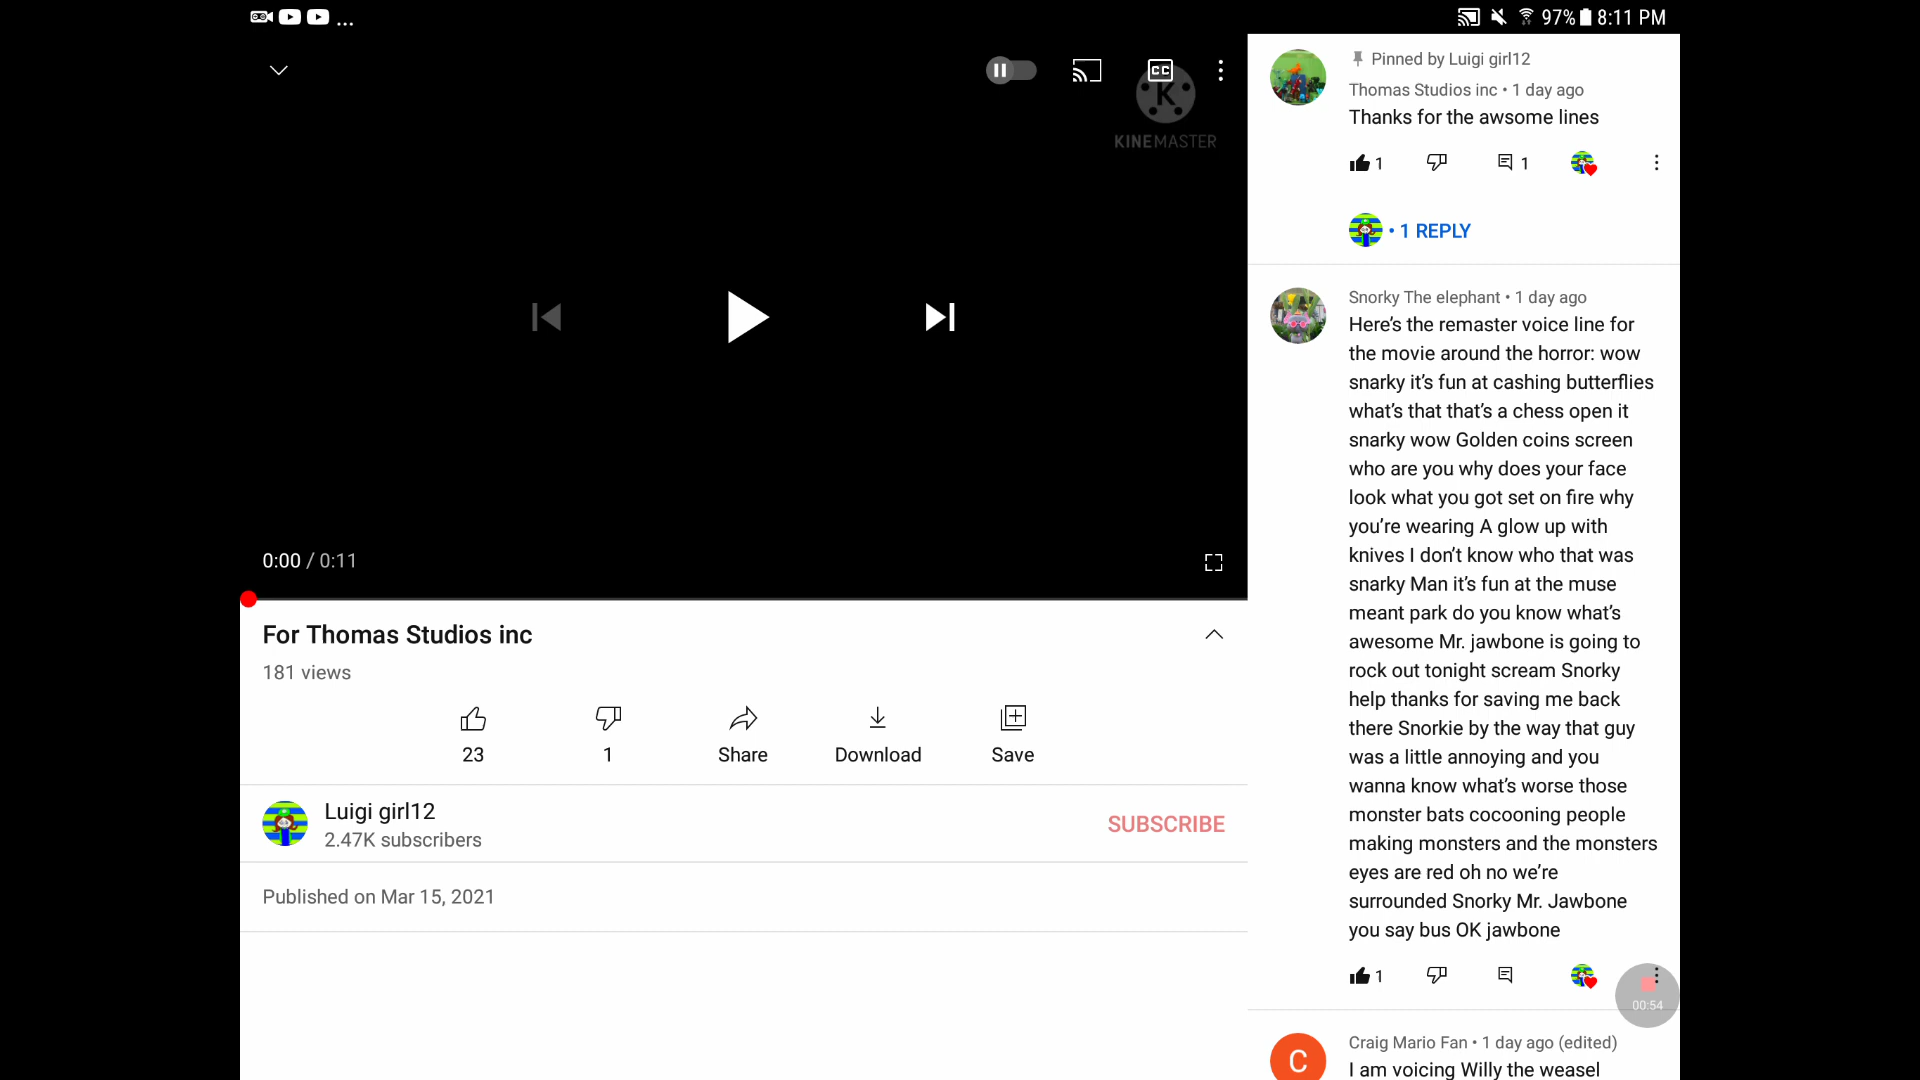 ... 97% 8:11 PM
CC
K
KINEMASTER
0:00 / 0:11
For Thomas Studios inc
181 views
23 1 Share Download Save
Luigi girl12
2.47K subscribers
SUBSCRIBE
Published on Mar 15, 2021
Pinned by Luigi girl12
Thomas Studios inc • 1 day ago
Thanks for the awsome lines
1 1
• 1 REPLY
Snorky The elephant • 1 day ago
Here's the remaster voice line for
the movie around the horror: wow
snarky it's fun at cashing butterflies
what's that that's a chess open it
snarky wow Golden coins screen
who are you why does your face
look what you got set on fire why
you're wearing A glow up with
knives I don't know who that was
snarky Man it's fun at the muse
meant park do you know what's
awesome Mr. jawbone is going to
rock out tonight scream Snorky
help thanks for saving me back
there Snorkie by the way that guy
was a little annoying and you
wanna know what's worse those
monster bats cocooning people
making monsters and the monsters
eyes are red oh no we're
surrounded Snorky Mr. Jawbone
you say bus OK jawbone
1
00:54
C
Craig Mario Fan • 1 day ago (edited)
I am voicing Willy the weasel